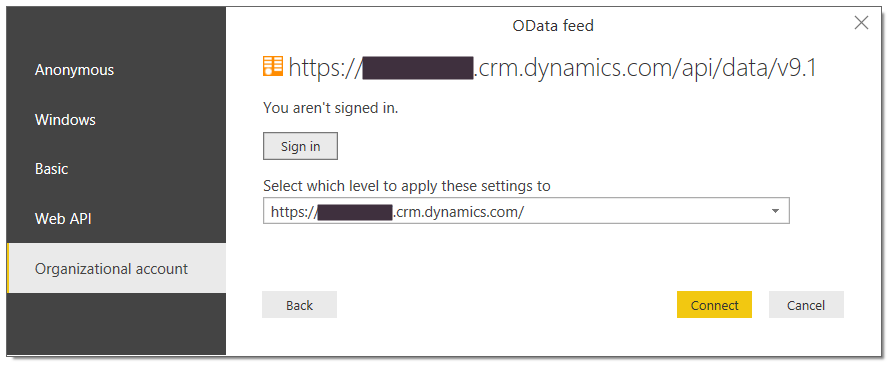 OData feed
Anonymous
Windows
Basic
Web API
Organizational account
https:// .crm.dynamics.com/api/data/v9.1
You aren't signed in.
Sign in
Select which level to apply these settings to
https:// .crm.dynamics.com/
Back
Connect
Cancel